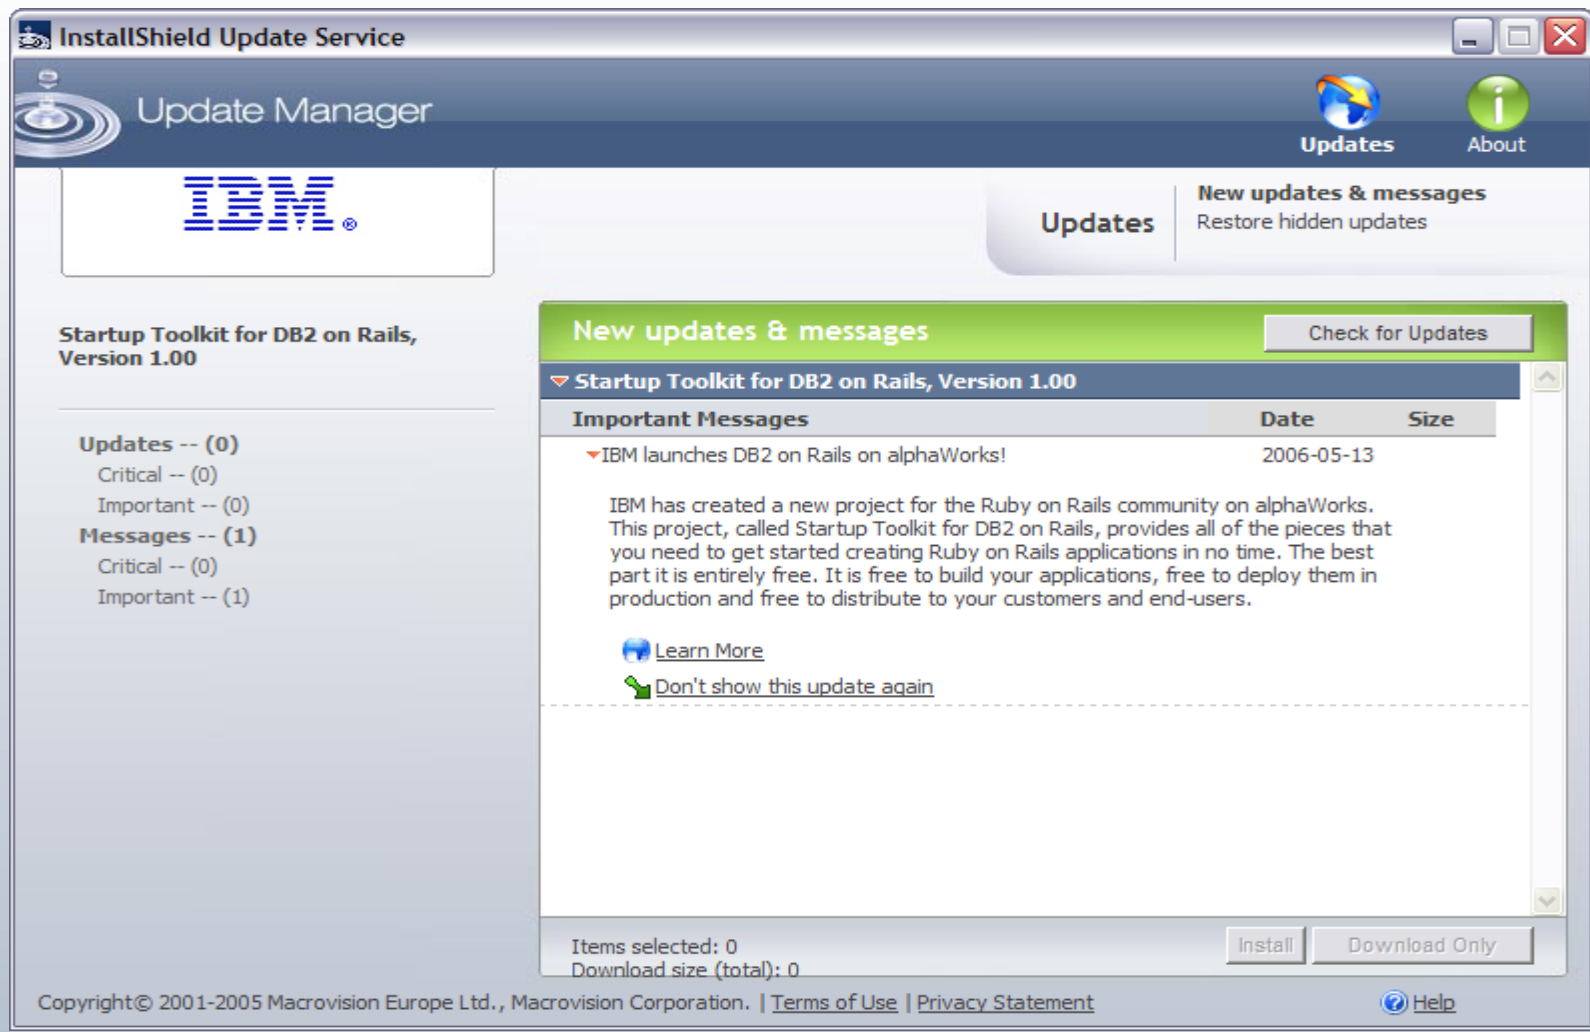 InstallShield Update Service
Update Manager
Updates
About
IBM®
Updates
New updates & messages
Restore hidden updates
Startup Toolkit for DB2 on Rails,
Version 1.00
Updates -- (0)
Critical -- (0)
Important -- (0)
Messages -- (1)
Critical -- (0)
Important -- (1)
New updates & messages
Check for Updates
Startup Toolkit for DB2 on Rails, Version 1.00
Important Messages Date Size
IBM launches DB2 on Rails on alphaWorks! 2006-05-13
IBM has created a new project for the Ruby on Rails community on alphaWorks.
This project, called Startup Toolkit for DB2 on Rails, provides all of the pieces that
you need to get started creating Ruby on Rails applications in no time. The best
part it is entirely free. It is free to build your applications, free to deploy them in
production and free to distribute to your customers and end-users.
Learn More
Don't show this update again
Items selected: 0
Download size (total): 0
Install
Download Only
Copyright© 2001-2005 Macrovision Europe Ltd., Macrovision Corporation. | Terms of Use | Privacy Statement
Help